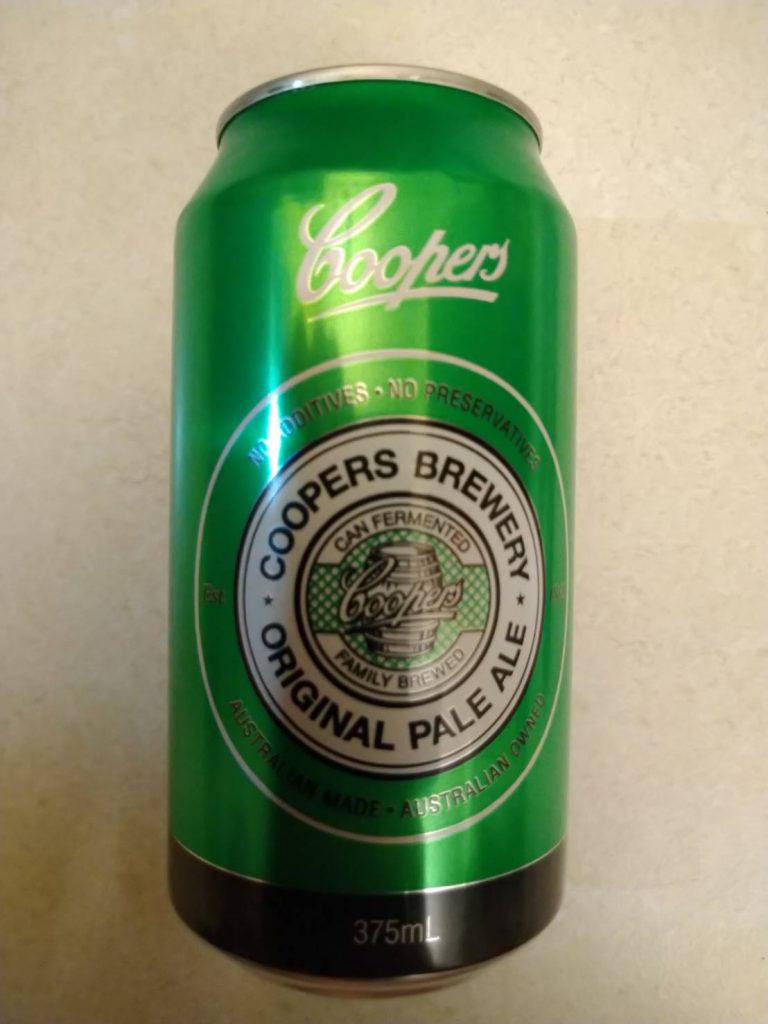 Coopers
NO ADDITIVES • NO PRESERVATIVES
COOPERS BREWERY
CAN FERMENTED
Coopers
FAMILY BREWED
Est
ORIGINAL PALE ALE
AUSTRALIAN MADE • AUSTRALIAN OWNED
375mL